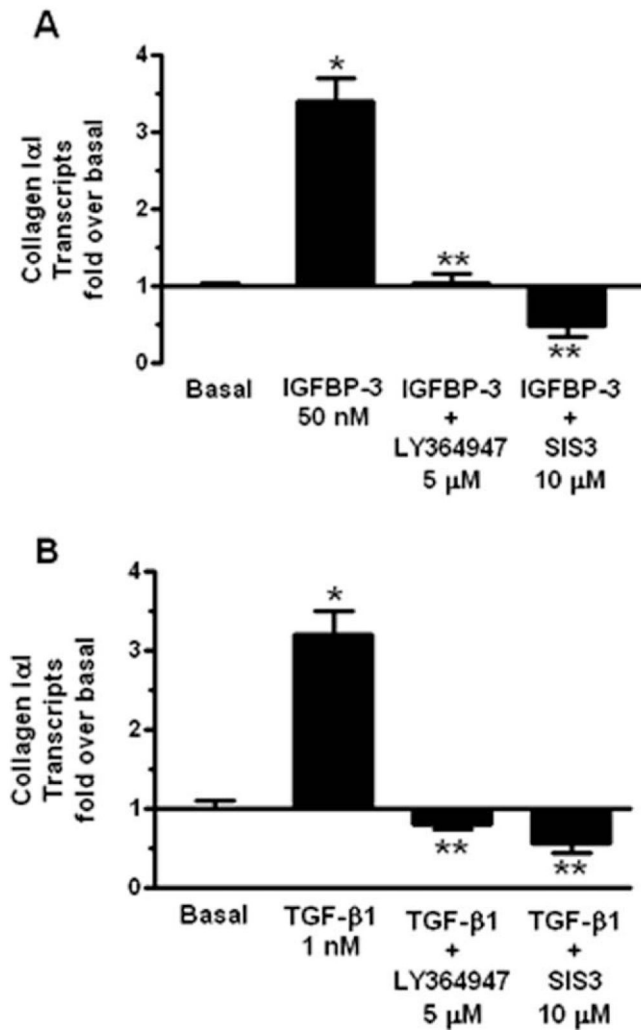 A
Collagen IαI
Transcripts
fold over basal
4
3
2
1
0
*
**
**
Basal
IGFBP-3
50 nM
IGFBP-3
+
LY364947
5 μM
IGFBP-3
+
SIS3
10 μM
B
Collagen IαI
Transcripts
fold over basal
4
3
2
1
0
*
**
**
Basal
TGF-β1
1 nM
TGF-β1
+
LY364947
5 μM
TGF-β1
+
SIS3
10 μM